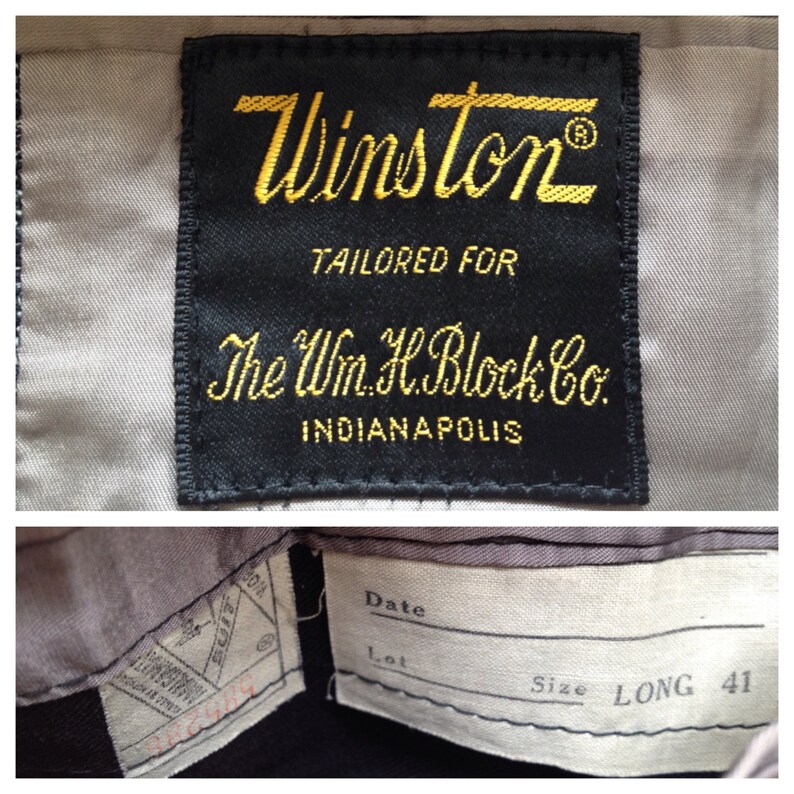 Winston®
TAILORED FOR
The Wm. H. Block Co.
INDIANAPOLIS
Date
Lot
Size LONG 41